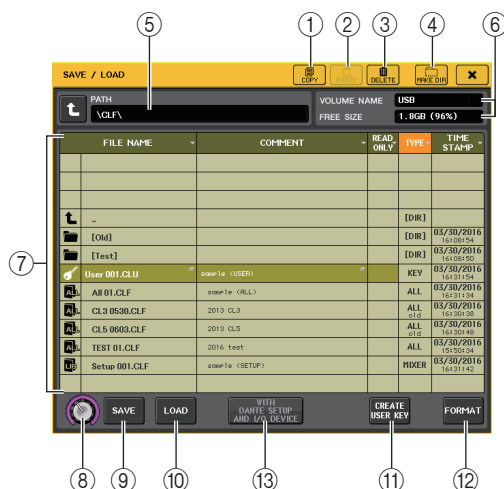 ⑤ ① ② ③ ④ ⑥
SAVE / LOAD
COPY
PASTE
DELETE
MAKE DIR
PATH
\CLF\
VOLUME NAME USB
FREE SIZE 1.8GB (96%)
FILE NAME COMMENT READ ONLY TYPE TIME STAMP
.. [DIR]
[Old] [DIR] 03/30/2016 16:08:54
[Test] [DIR] 03/30/2016 16:08:50
User 001.CLU sample (USER) KEY 03/30/2016 16:31:54
ALL All 01.CLF sample (ALL) ALL 03/30/2016 16:31:34
ALL CL3 0530.CLF 2013 CL3 ALL old 03/30/2016 16:30:38
ALL CL5 0603.CLF 2013 CL5 ALL old 03/30/2016 16:30:48
ALL TEST 01.CLF 2016 test ALL 03/30/2016 15:50:34
LIB Setup 001.CLF sample (SETUP) MIXER 03/30/2016 16:31:42
⑦
SAVE
LOAD
WITH
DANTE SETUP
AND I/O DEVICE
CREATE
USER KEY
FORMAT
⑧ ⑨ ⑩ ⑬ ⑪ ⑫